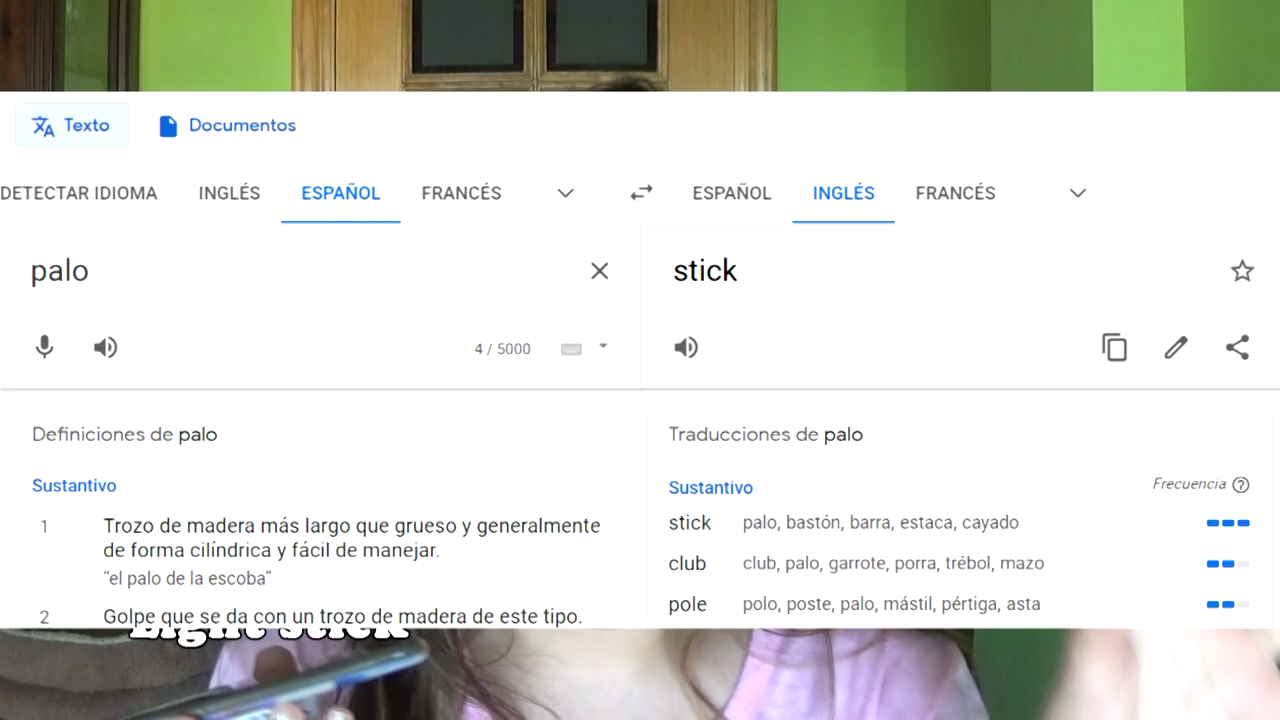 Texto Documentos
DETECTAR IDIOMA INGLÉS ESPAÑOL FRANCÉS ESPAÑOL INGLÉS FRANCÉS
palo stick
4 / 5000
Definiciones de palo
Sustantivo
1 Trozo de madera más largo que grueso y generalmente
de forma cilíndrica y fácil de manejar.
“el palo de la escoba”
2 Golpe que se da con un trozo de madera de este tipo.
Traducciones de palo
Sustantivo Frecuencia
stick palo, bastón, barra, estaca, cayado
club club, palo, garrote, porra, trébol, mazo
pole polo, poste, palo, mástil, pértiga, asta
Light stick